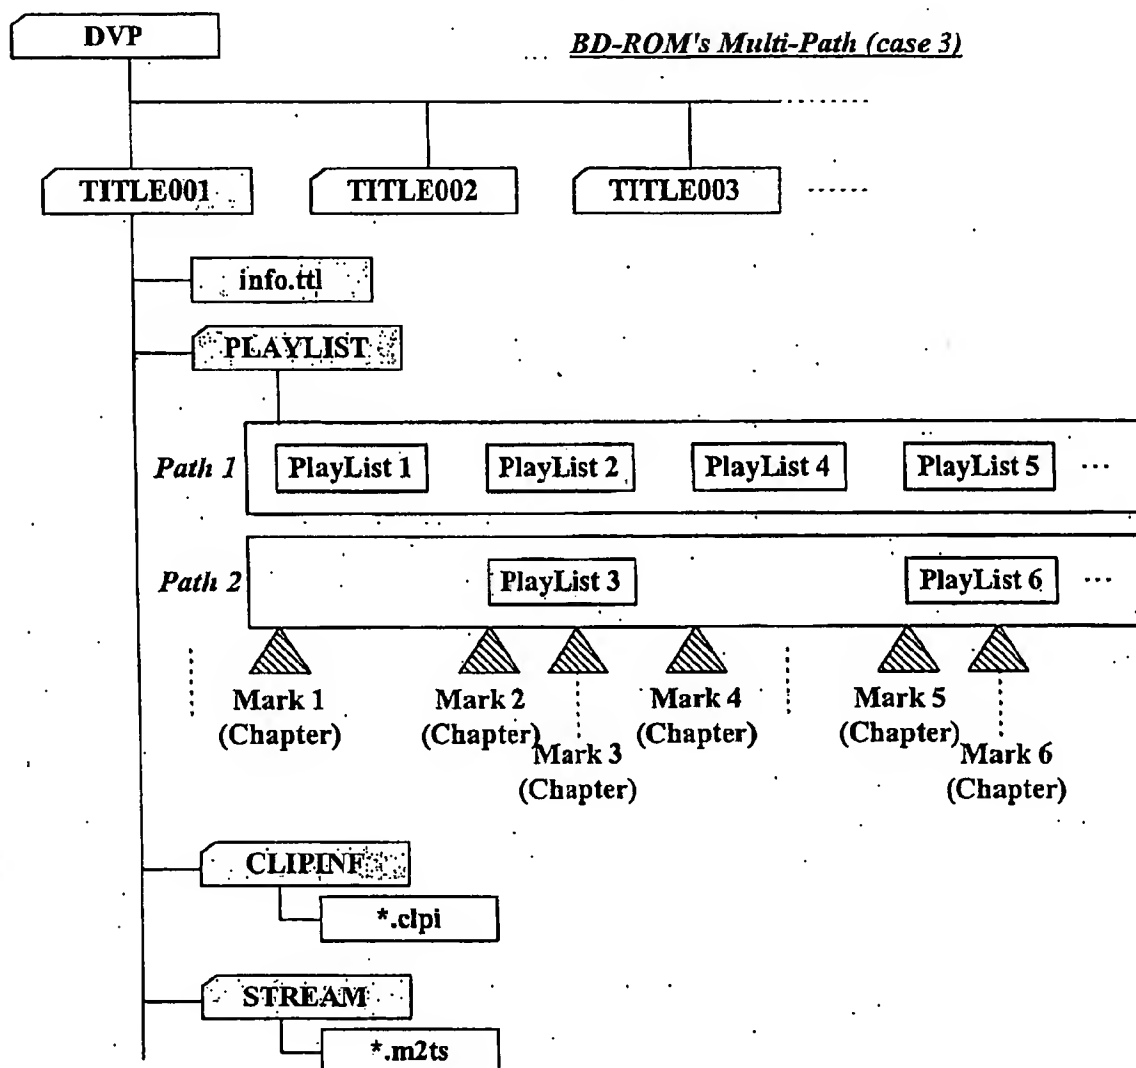 DVP
BD-ROM's Multi-Path (case 3)
TITLE001
TITLE002
TITLE003
info.ttl
PLAYLIST
Path 1
PlayList 1
PlayList 2
PlayList 4
PlayList 5
...
Path 2
PlayList 3
PlayList 6
...
Mark 1
(Chapter)
Mark 2
(Chapter)
Mark 3
(Chapter)
Mark 4
(Chapter)
Mark 5
(Chapter)
Mark 6
(Chapter)
CLIPINF
*.clpi
STREAM
*.m2ts